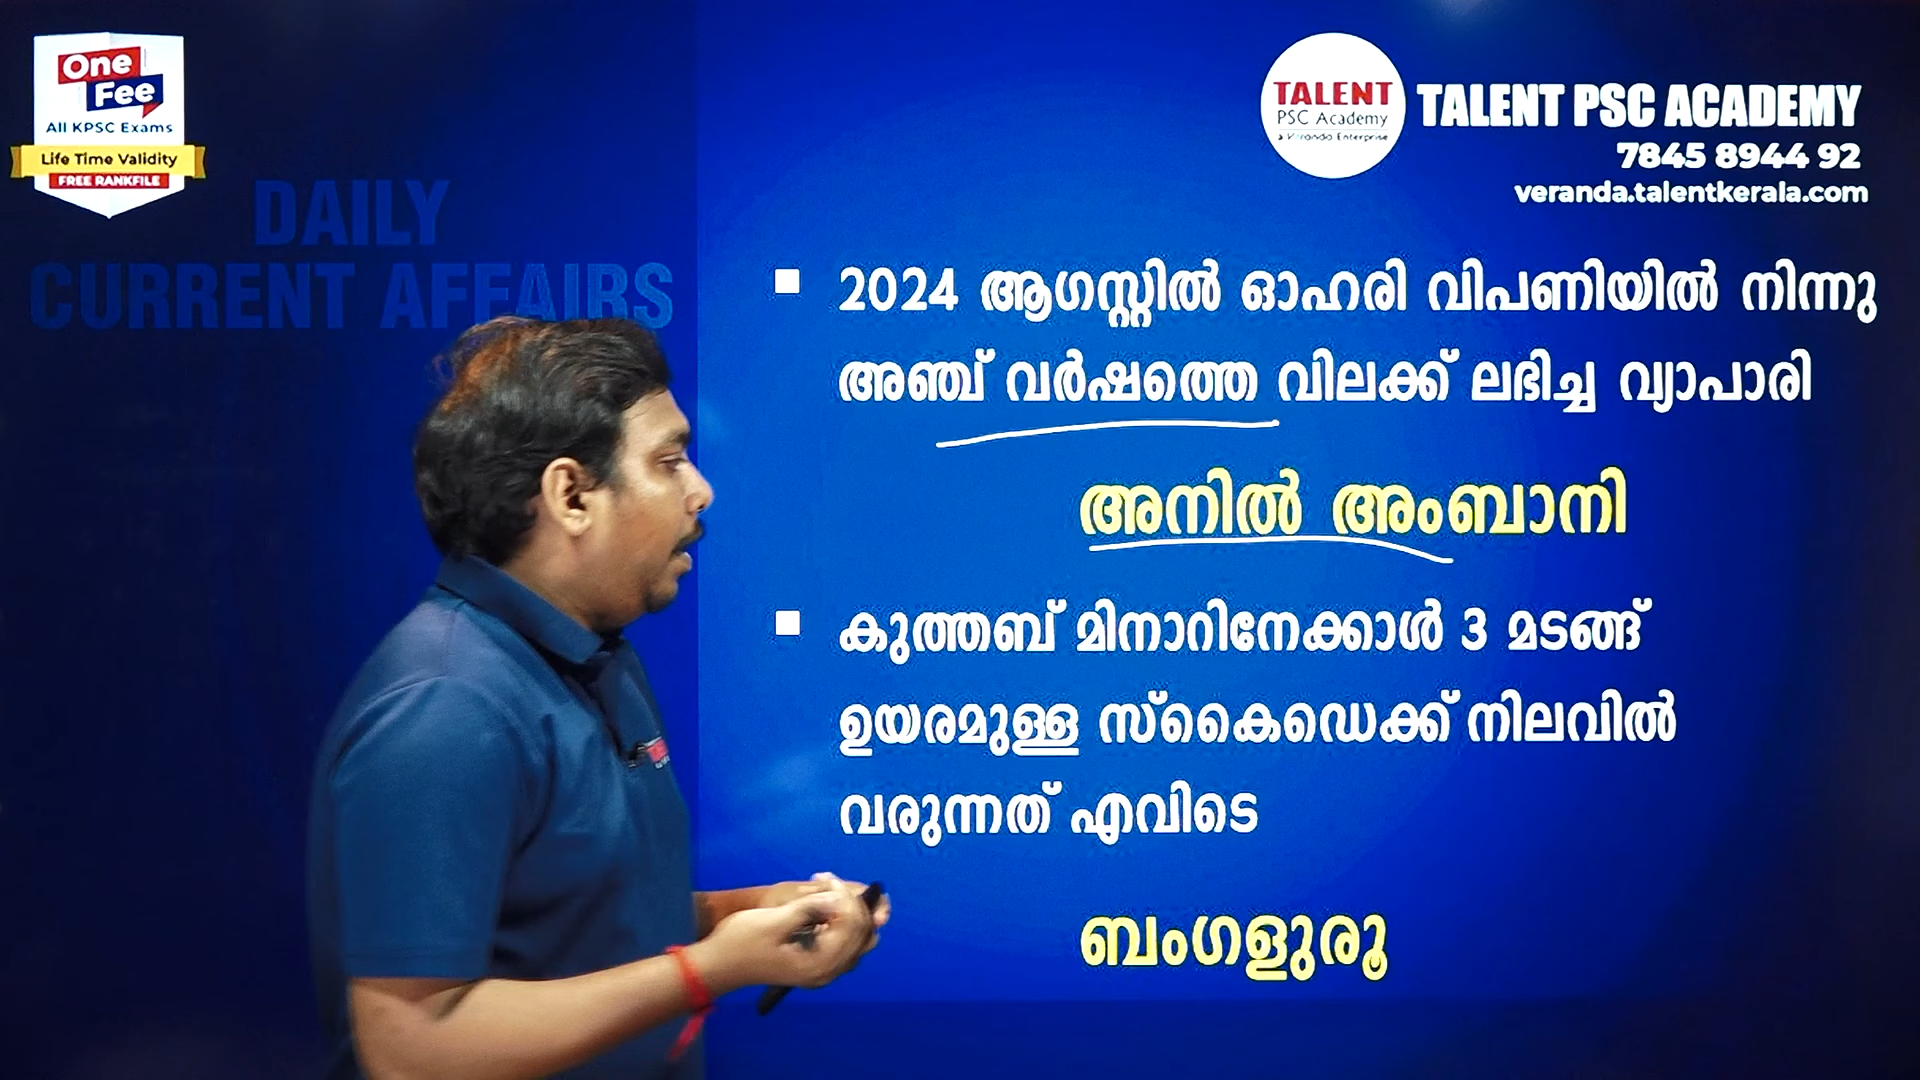 One
Fee
All KPSC Exams
Life Time Validity
FREE RANKFILE
DAILY
CURRENT AFFAIRS
TALENT
PSC Academy
a Veranda Enterprise
TALENT PSC ACADEMY
7845 8944 92
veranda.talentkerala.com
2024 ആഗസ്റ്റിൽ ഓഹരി വിപണിയിൽ നിന്നു
അഞ്ച് വർഷത്തെ വിലക്ക് ലഭിച്ച വ്യാപാരി
അനിൽ അംബാനി
കുത്തബ് മിനാറിനേക്കാൾ 3 മടങ്ങ്
ഉയരമുള്ള സ്കൈഡെക്ക് നിലവിൽ
വരുന്നത് എവിടെ
ബംഗളുരൂ